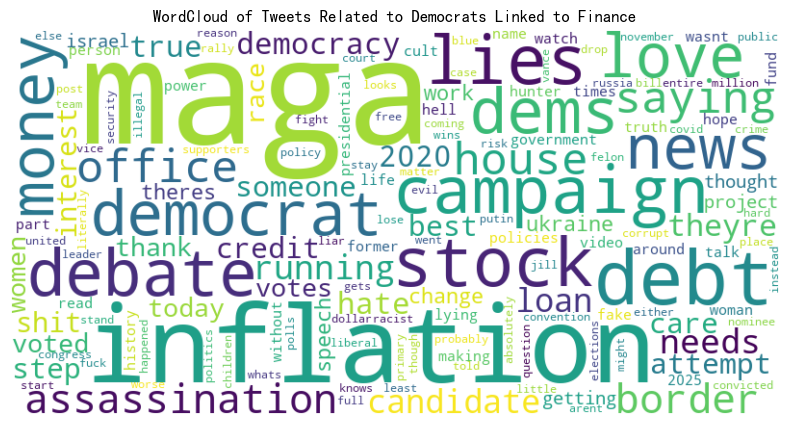 WordCloud of Tweets Related to Democrats Linked to Finance
else person israel true reason democracy cult name watch wasnt november public
rally court blue lies vance love drop fund
money post looks case work hunter times russia bill entire million
maga race power dems saying hope
team security illegal fight free hell coming truth covid crime
vice supporters policy presidential 2020 wins government news
interest office stay matter house risk felon
theres someone life evil campaign thought
part literally democrat lose putin best ukraine project hard
united thank credit former policies theyre corrupt place
women leader liar went video around talk
debate running stock debt instead
read gets jill woman
shit today votes hate change loan fake either nominee
stand history without polls dollar racist lying care needs
voted happened politics children speech liberal primary though convention question elections might
congress step inflation probably making told absolutely attempt
fuck whats 2025
start worse knows least little getting convicted
assassination full candidate arent border